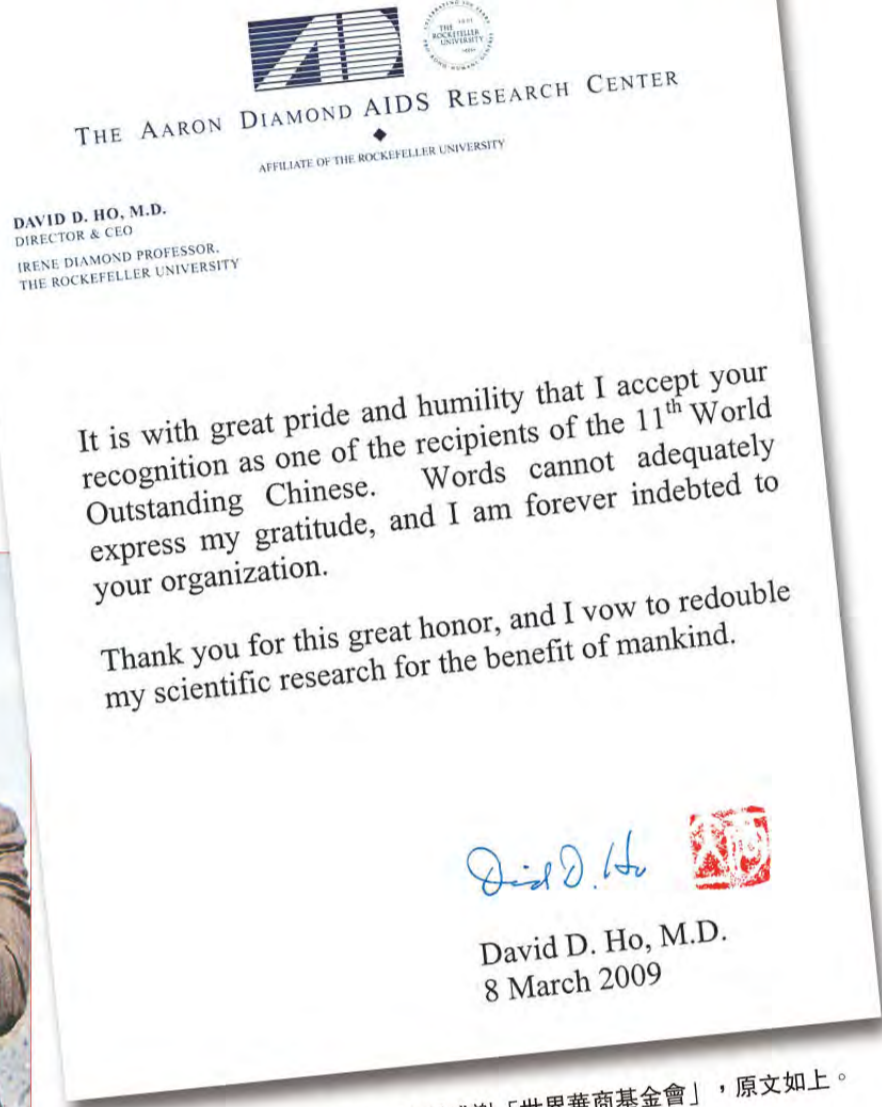 THE AARON DIAMOND AIDS RESEARCH CENTER
AFFILIATE OF THE ROCKEFELLER UNIVERSITY
DAVID D. HO, M.D.
DIRECTOR & CEO
IRENE DIAMOND PROFESSOR,
THE ROCKEFELLER UNIVERSITY
It is with great pride and humility that I accept your
recognition as one of the recipients of the 11th World
Outstanding Chinese. Words cannot adequately
express my gratitude, and I am forever indebted to
your organization.
Thank you for this great honor, and I vow to redouble
my scientific research for the benefit of mankind.
David D. Ho
David D. Ho, M.D.
8 March 2009
「世界華商基金會」，原文如上。